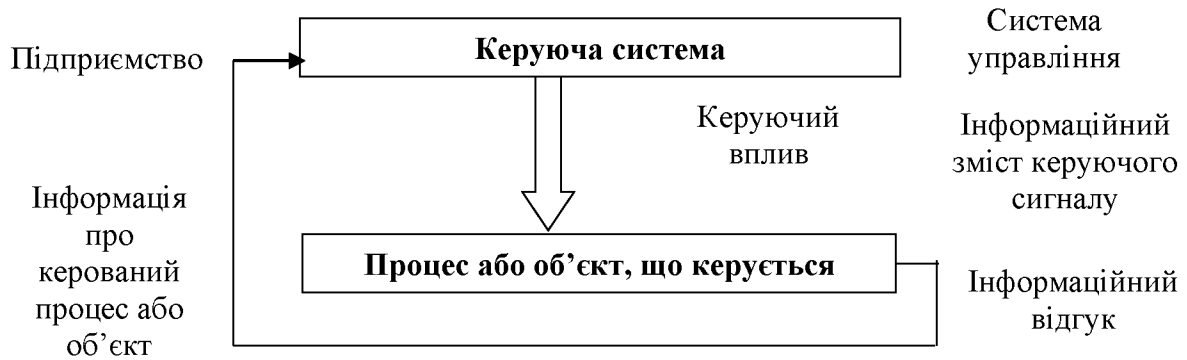 Підприємство
Керуюча система
Система
управління
Керуючий
вплив
Інформаційний
зміст керуючого
сигналу
Інформація
про
керований
процес або
об’єкт
Процес або об’єкт, що керується
Інформаційний
відгук